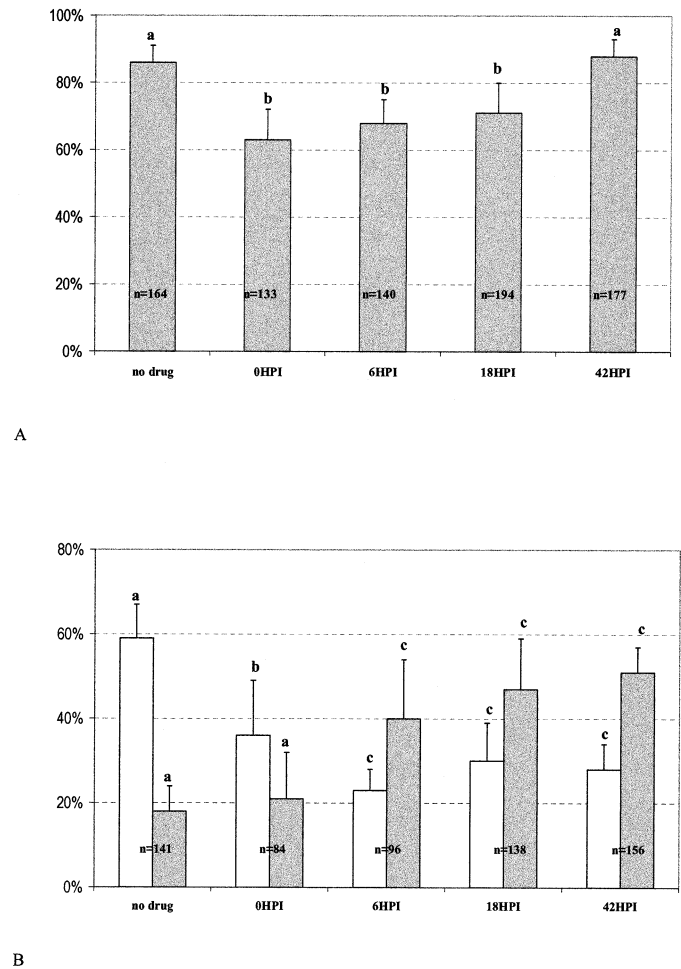 100%
a
a
80%
b
b
b
60%
40%
20%
n=164
n=133
n=140
n=194
n=177
0%
no drug
0HPI
6HPI
18HPI
42HPI
A
80%
a
c
c
c
60%
b
c
c
a
c
40%
a
20%
n=141
n=84
n=96
n=138
n=156
0%
no drug
0HPI
6HPI
18HPI
42HPI
B